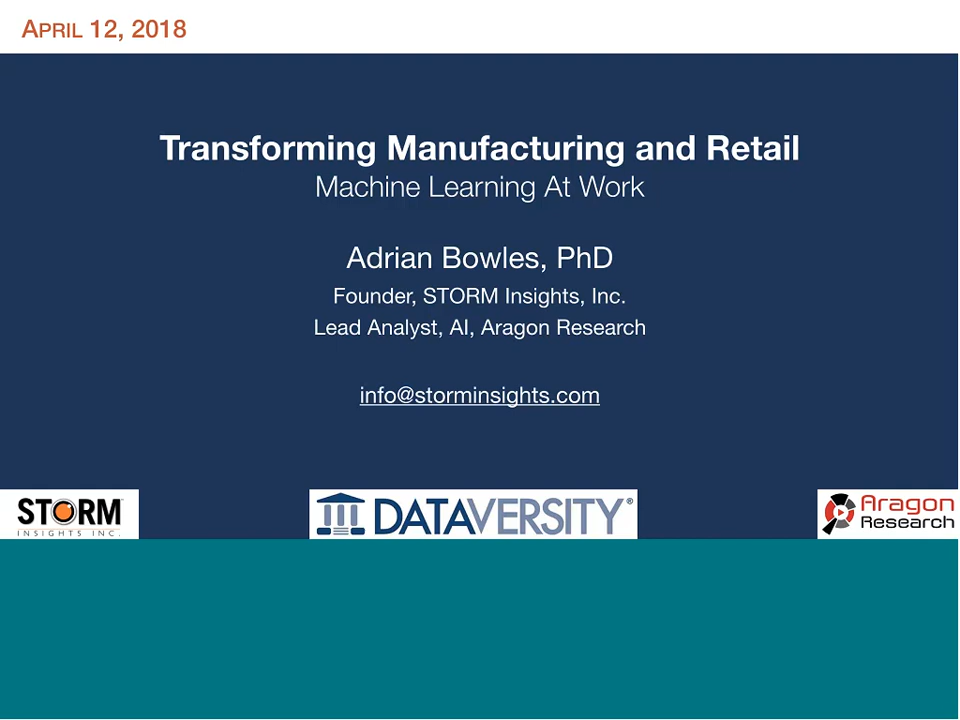 APRIL 12, 2018
Transforming Manufacturing and Retail
Machine Learning At Work
Adrian Bowles, PhD
Founder, STORM Insights, Inc.
Lead Analyst, AI, Aragon Research
info@storminsights.com
STORM
INSIGHTS INC.
DATAVERSITY®
Aragon
Research